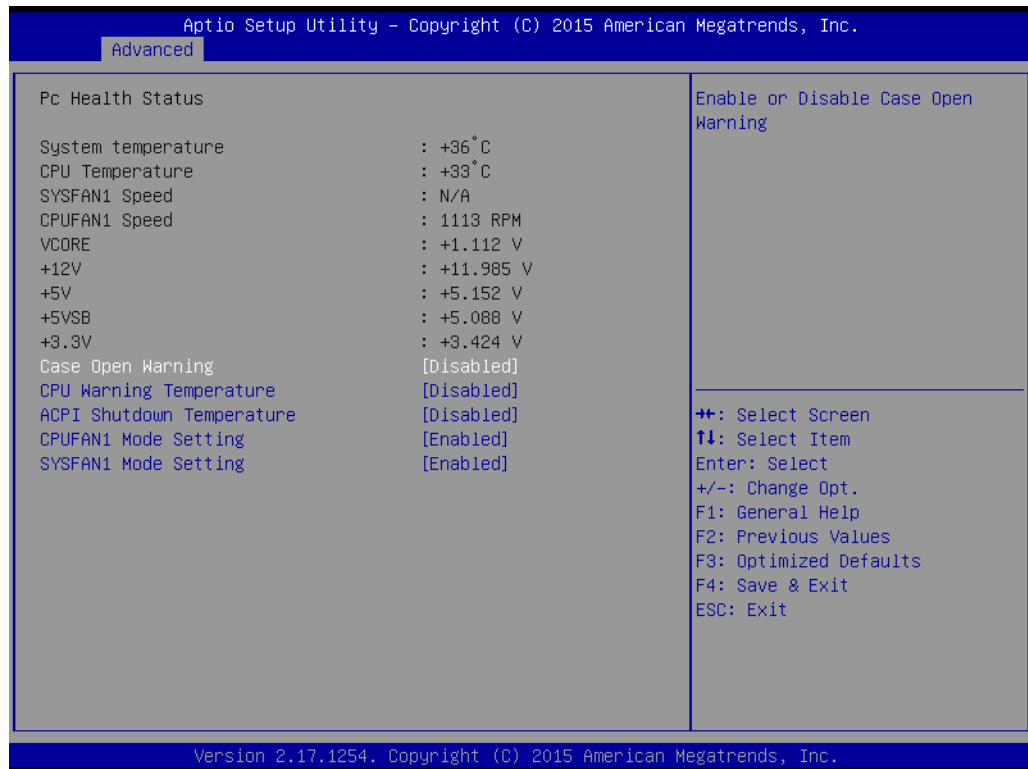 Aptio Setup Utility – Copyright (C) 2015 American Megatrends, Inc.
Advanced
Pc Health Status
System temperature : +36°C
CPU Temperature : +33°C
SYSFAN1 Speed : N/A
CPUFAN1 Speed : 1113 RPM
VCORE : +1.112 V
+12V : +11.985 V
+5V : +5.152 V
+5VSB : +5.088 V
+3.3V : +3.424 V
Case Open Warning [Disabled]
CPU Warning Temperature [Disabled]
ACPI Shutdown Temperature [Disabled]
CPUFAN1 Mode Setting [Enabled]
SYSFAN1 Mode Setting [Enabled]
Enable or Disable Case Open
Warning
→←: Select Screen
↑↓: Select Item
Enter: Select
+/-: Change Opt.
F1: General Help
F2: Previous Values
F3: Optimized Defaults
F4: Save & Exit
ESC: Exit
Version 2.17.1254. Copyright (C) 2015 American Megatrends, Inc.